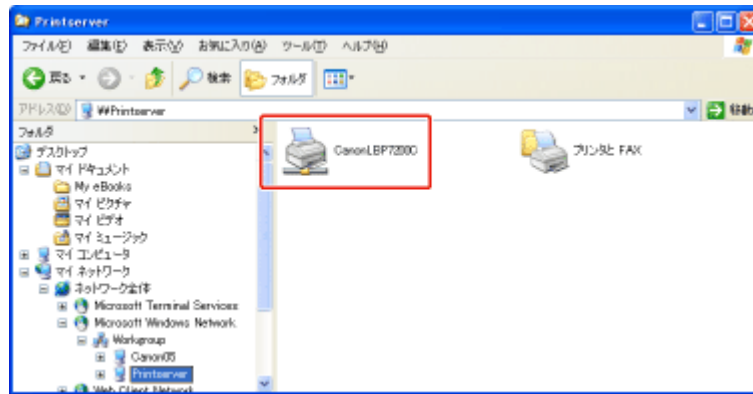 Printserver
ファイル(F) 編集(E) 表示(V) お気に入り(A) ツール(T) ヘルプ(H)
戻る 検索 フォルダ
アドレス(D) ¥¥Printserver 移動
フォルダ ×
デスクトップ
マイ ドキュメント
My eBooks
マイ ピクチャ
マイ ビデオ
マイ ミュージック
マイ コンピュータ
マイ ネットワーク
ネットワーク全体
Microsoft Terminal Services
Microsoft Windows Network
Workgroup
Canon05
Printserver
Web Client Network
CanonLBP7200C
プリンタと FAX